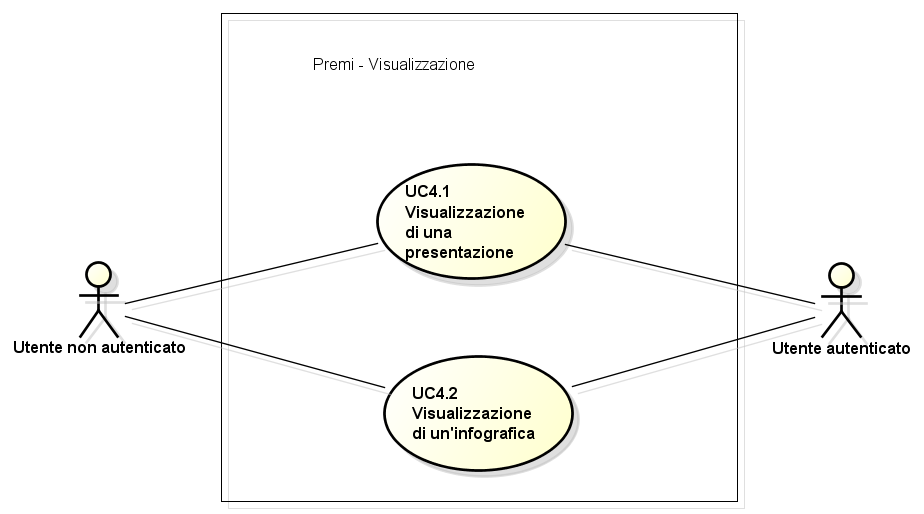 Premi - Visualizzazione
UC4.1
Visualizzazione
di una
presentazione
Utente non autenticato
Utente autenticato
UC4.2
Visualizzazione
di un'infografica